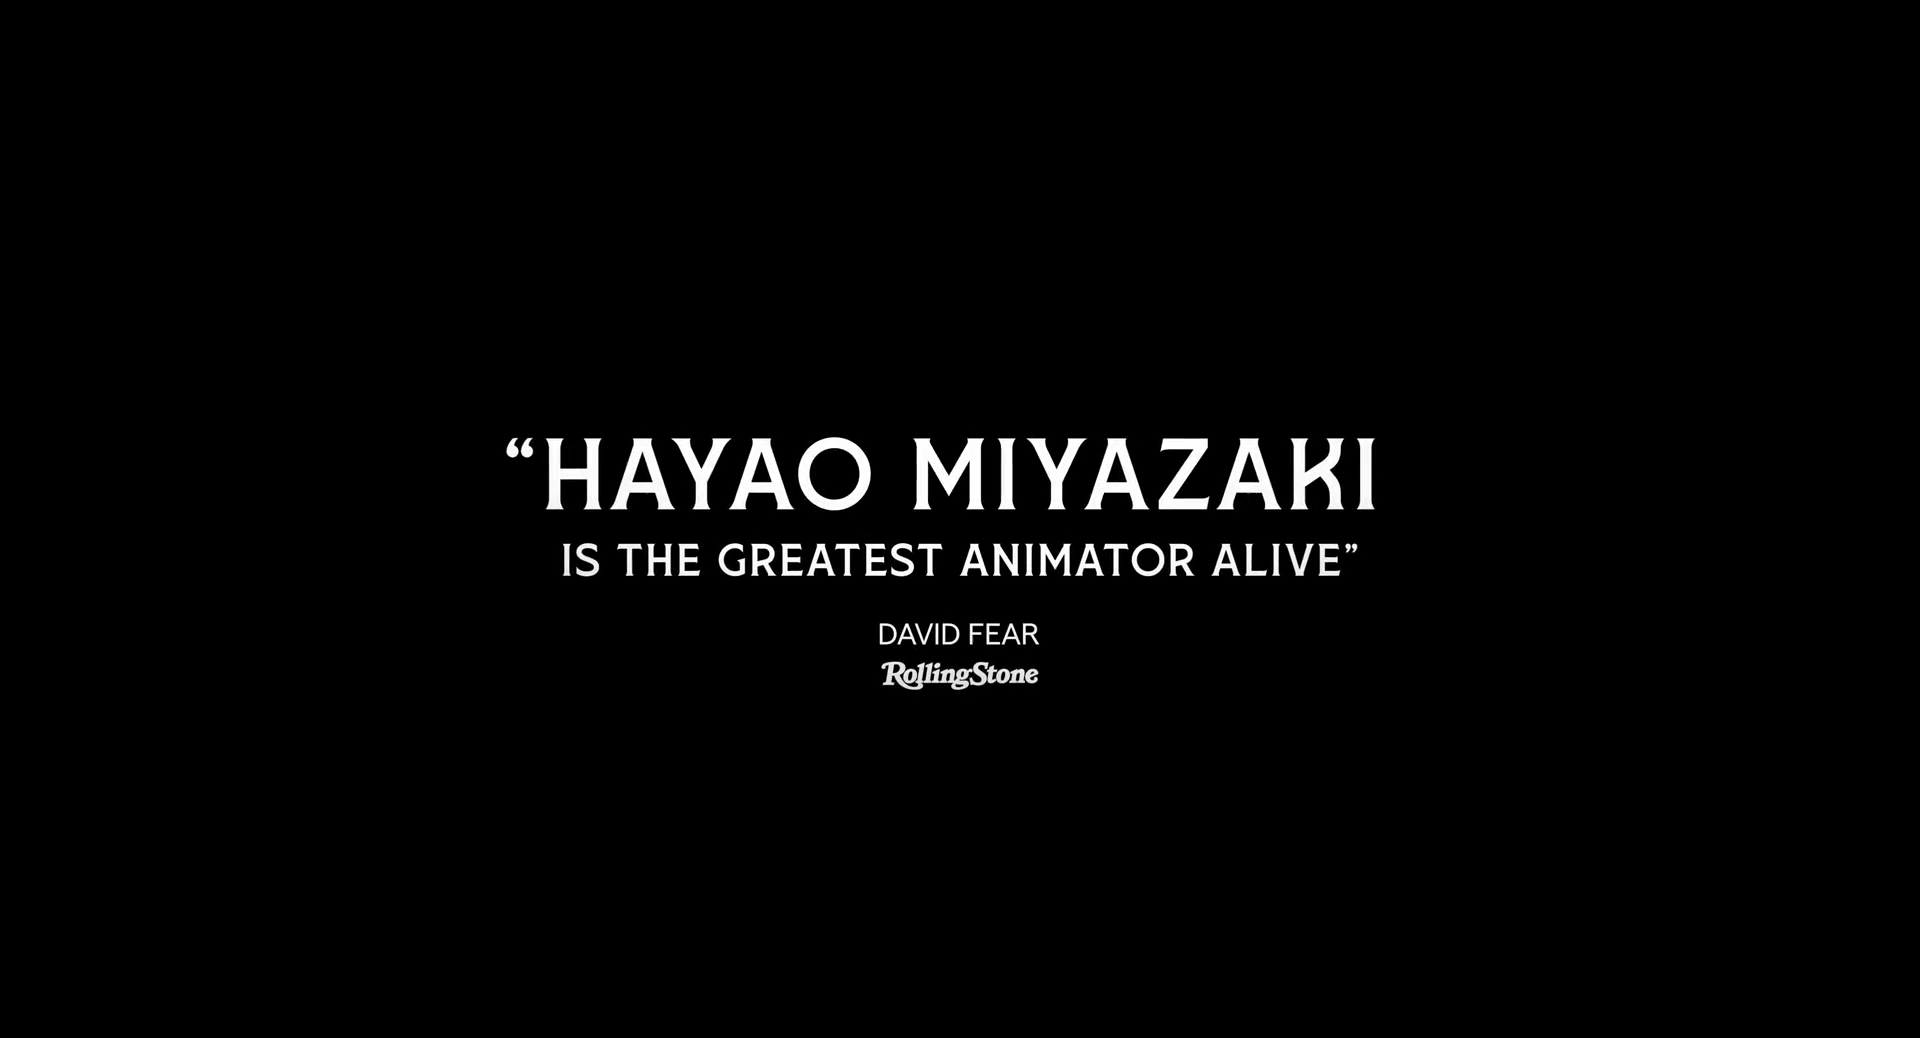 “HAYAO MIYAZAKI
IS THE GREATEST ANIMATOR ALIVE”
DAVID FEAR
RollingStone